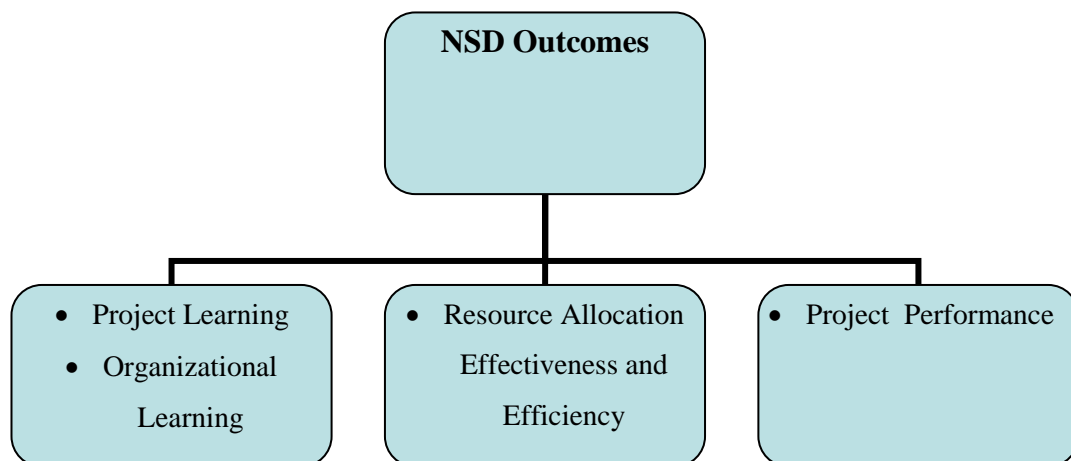 NSD Outcomes
• Project Learning
• Organizational
Learning
• Resource Allocation
Effectiveness and
Efficiency
• Project Performance